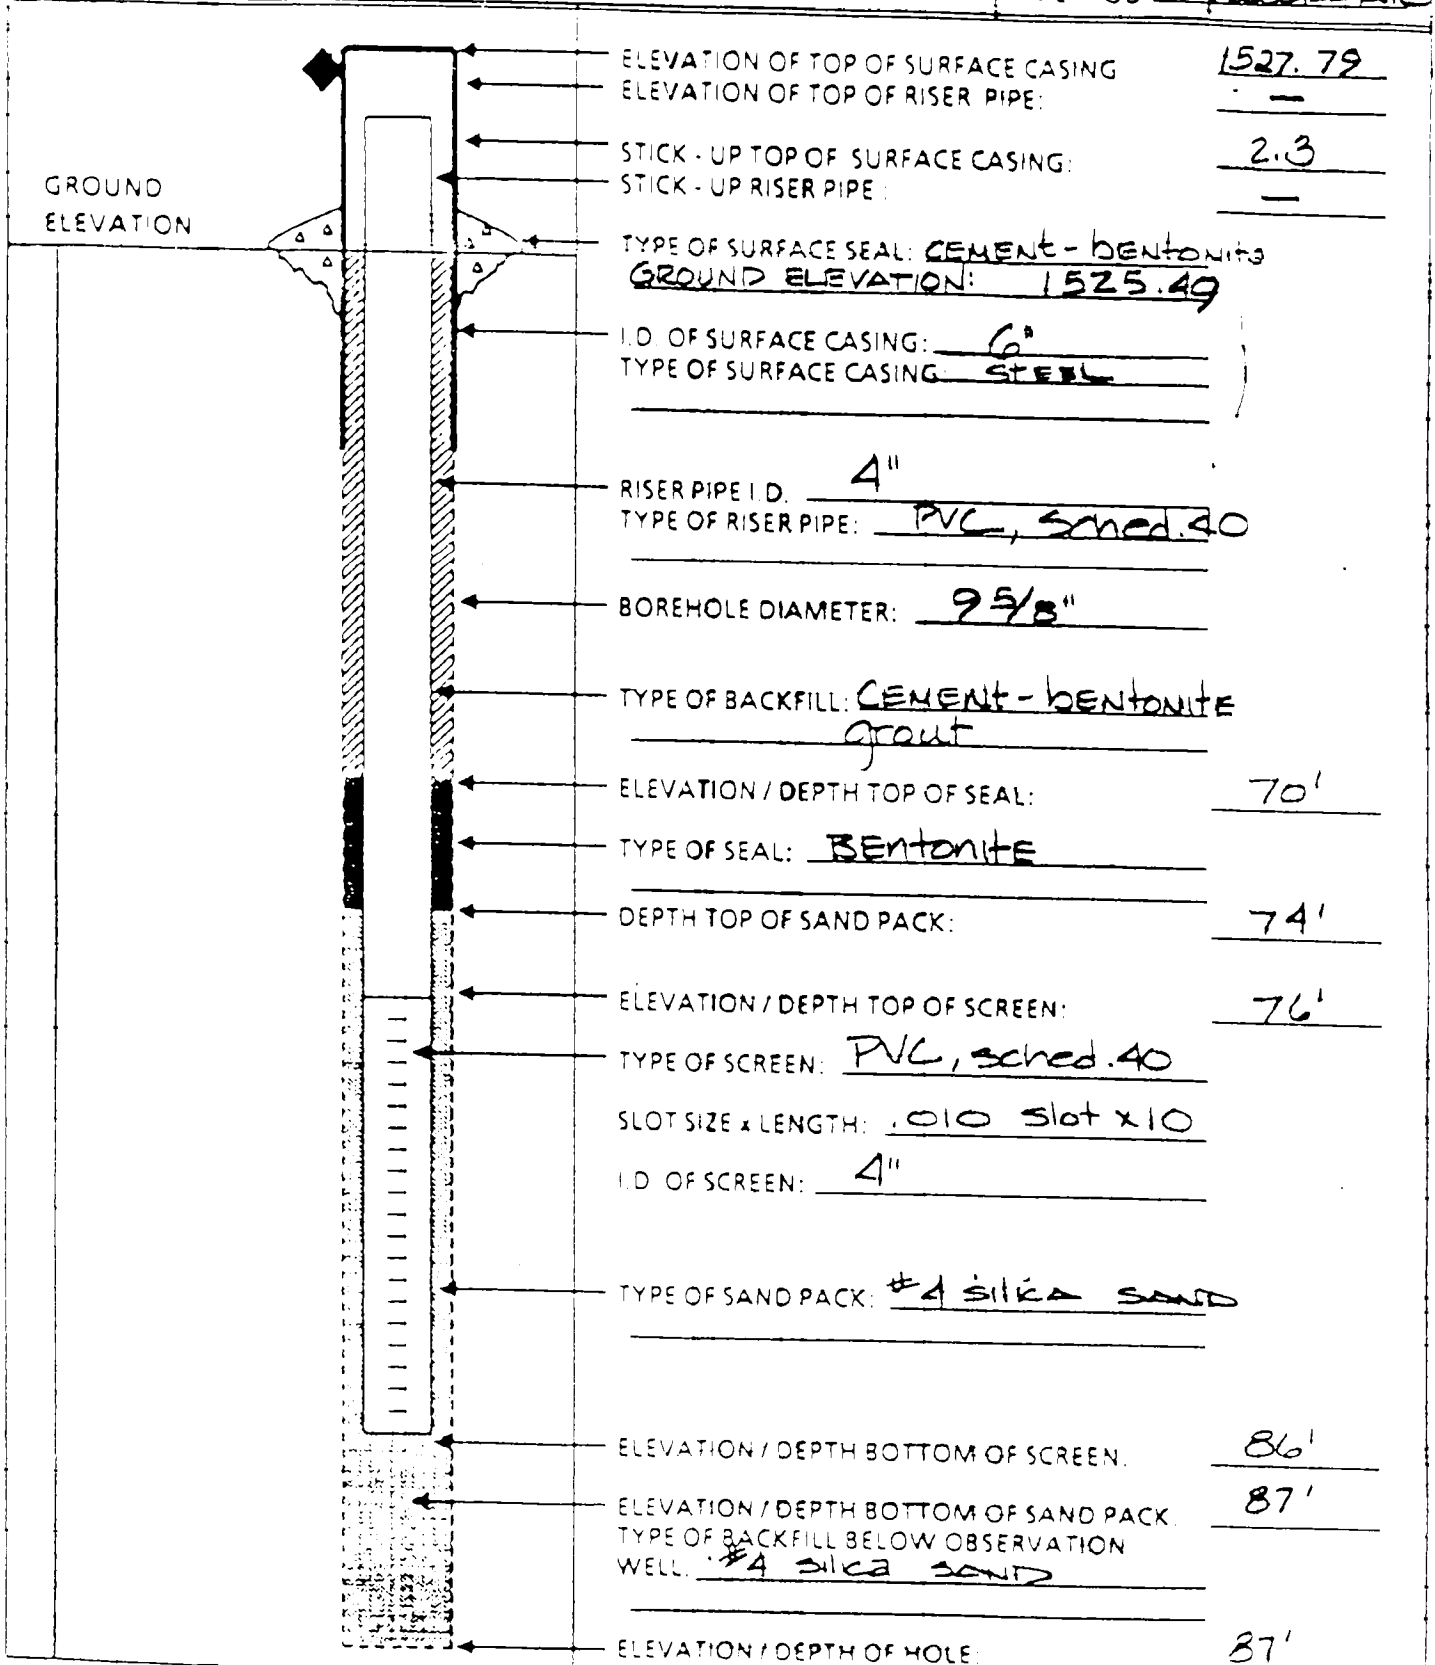 ELEVATION OF TOP OF SURFACE CASING 1527.79
ELEVATION OF TOP OF RISER PIPE: —
STICK - UP TOP OF SURFACE CASING: 2.3
STICK - UP RISER PIPE: —
GROUND
ELEVATION
TYPE OF SURFACE SEAL: CEMENt - bENtONitE
GROUND ELEVATION: 1525.49
I.D. OF SURFACE CASING: 6"
TYPE OF SURFACE CASING: StEEL
RISER PIPE I.D. 4"
TYPE OF RISER PIPE: PVC, Sched. 40
BOREHOLE DIAMETER: 9 5/8"
TYPE OF BACKFILL: CEMENt - bENtONitE
grout
ELEVATION / DEPTH TOP OF SEAL: 70'
TYPE OF SEAL: BEntonitE
DEPTH TOP OF SAND PACK: 74'
ELEVATION / DEPTH TOP OF SCREEN: 76'
TYPE OF SCREEN: PVC, sched. 40
SLOT SIZE x LENGTH: .010 slot x 10
I.D. OF SCREEN: 4"
TYPE OF SAND PACK: #4 silica SAND
ELEVATION / DEPTH BOTTOM OF SCREEN. 86'
ELEVATION / DEPTH BOTTOM OF SAND PACK. 87'
TYPE OF BACKFILL BELOW OBSERVATION
WELL. #4 silica SAND
ELEVATION / DEPTH OF HOLE: 87'